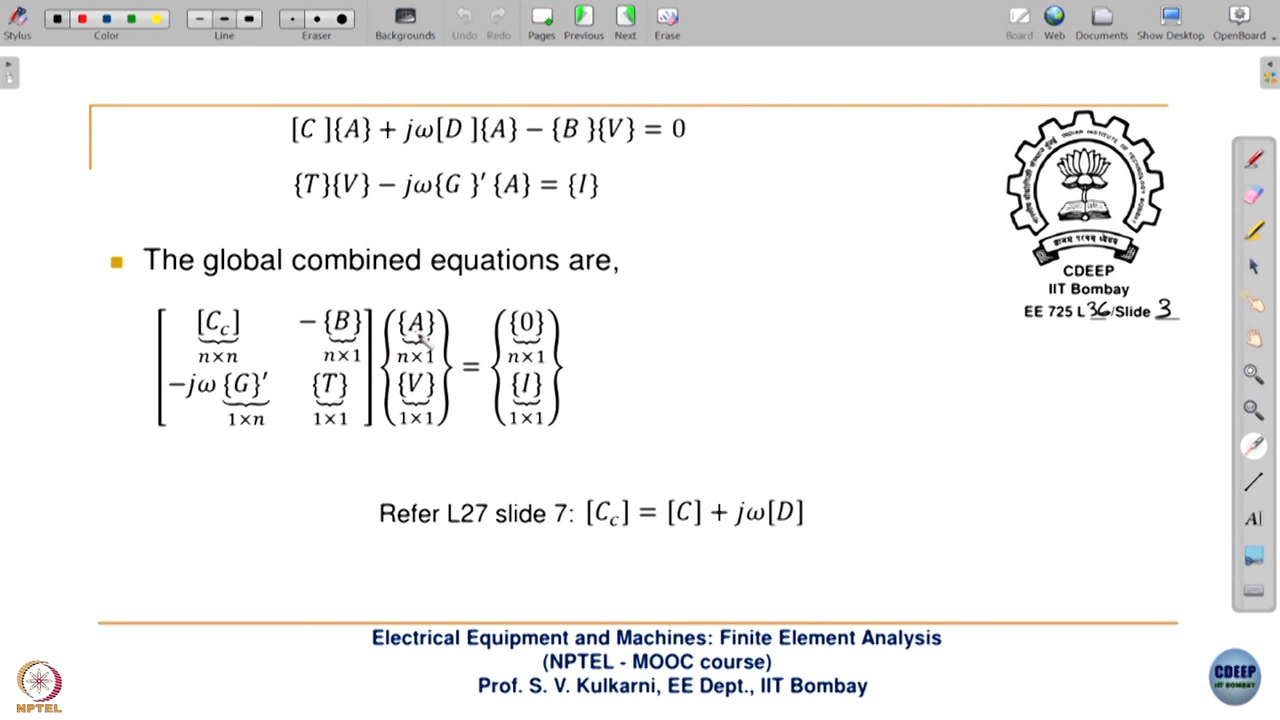 Stylus Color Line Eraser Backgrounds Undo Redo Pages Previous Next Erase Board Web Documents Show Desktop OpenBoard
[C ]{A} + jω[D ]{A} − {B }{V} = 0
{T}{V} − jω{G }′ {A} = {I}
CDEEP
IIT Bombay
EE 725 L 36/Slide 3
The global combined equations are,
[C_c] − {B} {A} {0}
n×n n×1 n×1 = n×1
−jω {G}′ {T} {V} {I}
1×n 1×1 1×1 1×1
Refer L27 slide 7: [C_c] = [C] + jω[D]
A
Electrical Equipment and Machines: Finite Element Analysis
(NPTEL - MOOC course)
Prof. S. V. Kulkarni, EE Dept., IIT Bombay
NPTEL
CDEEP
IIT BOMBAY